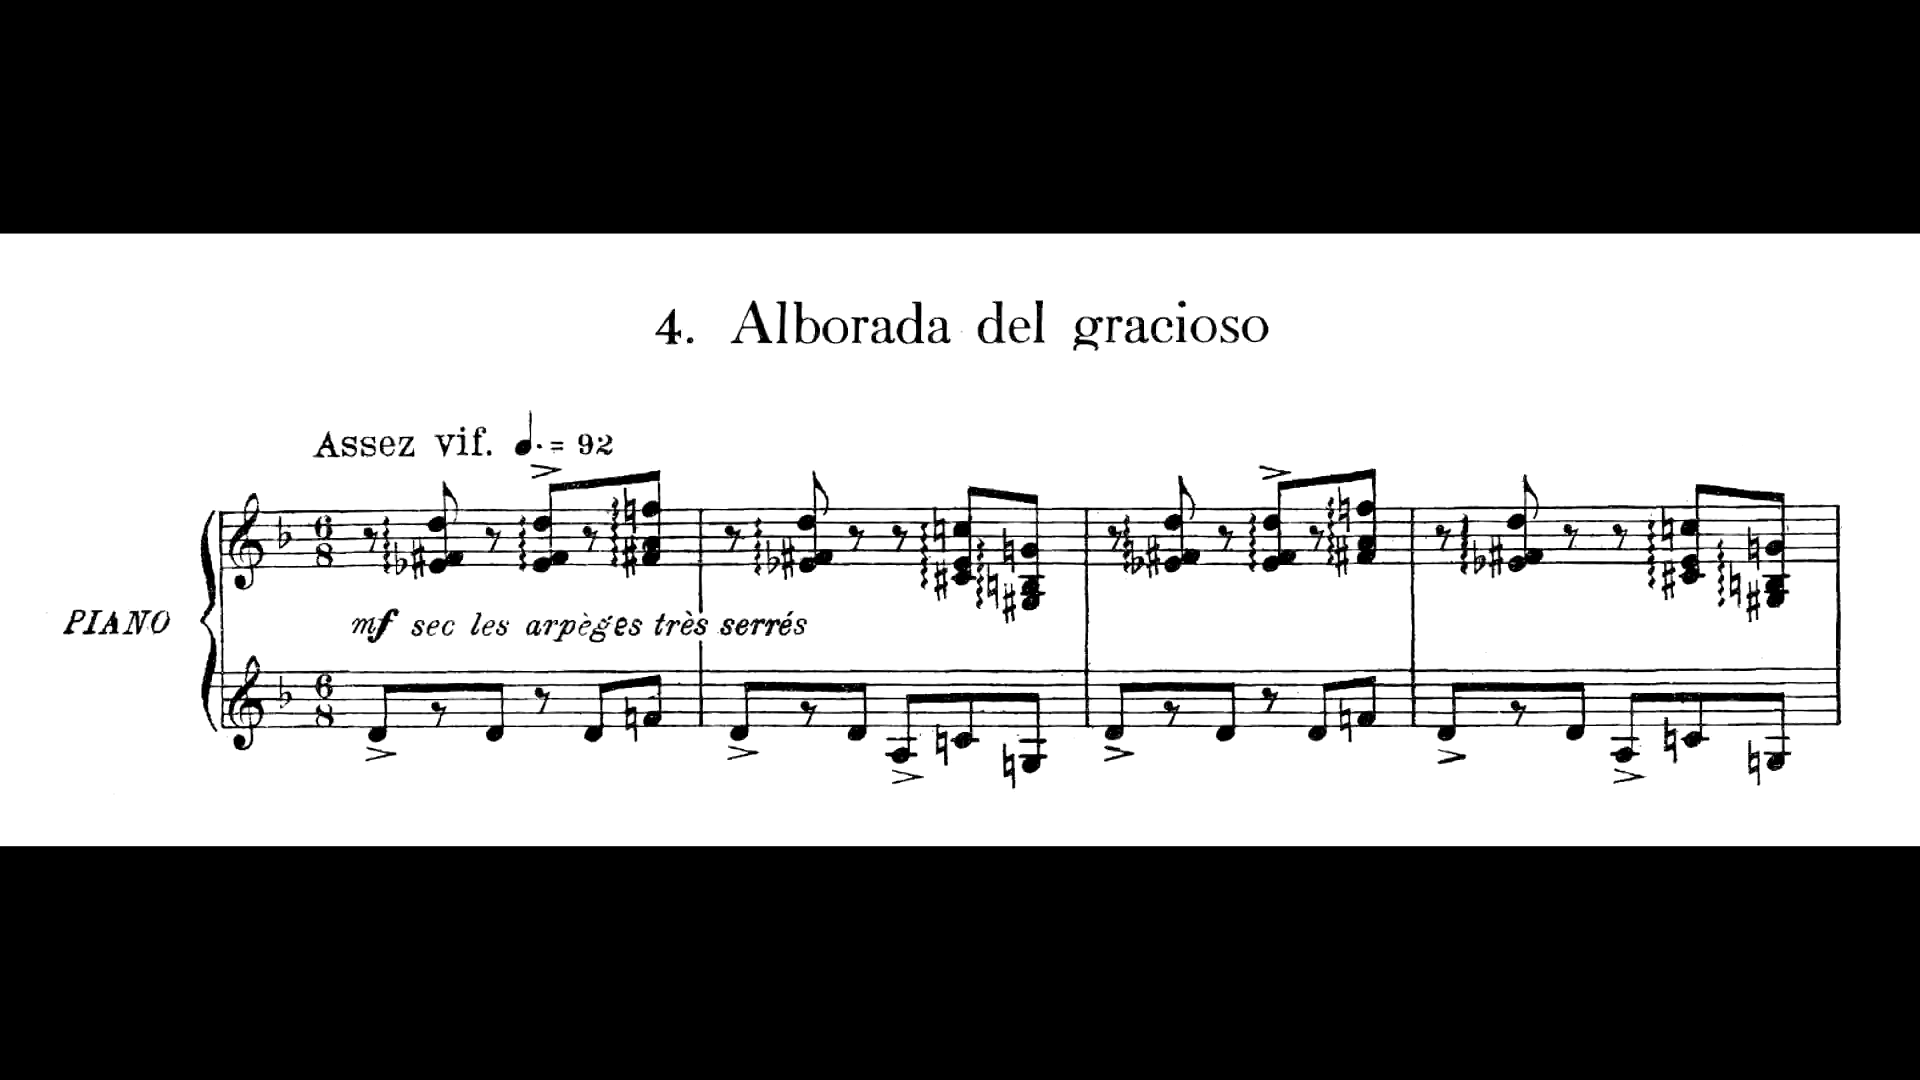 4. Alborada del gracioso
Assez vif. ♩. = 92
6
8
PIANO
mf sec les arpèges très serrés
6
8